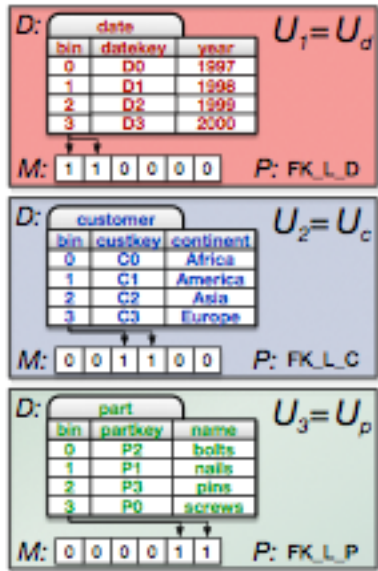 D: date U1= Ud
bin datekey year
0 D0 1997
1 D1 1998
2 D2 1999
3 D3 2000
M: 1 1 0 0 0 0 P: FK_L_D
D: customer U2= Uc
bin custkey continent
0 C0 Africa
1 C1 America
2 C2 Asia
3 C3 Europe
M: 0 0 1 1 0 0 P: FK_L_C
D: part U3= Up
bin partkey name
0 P2 bolts
1 P1 nails
2 P3 pins
3 P0 screws
M: 0 0 0 0 1 1 P: FK_L_P